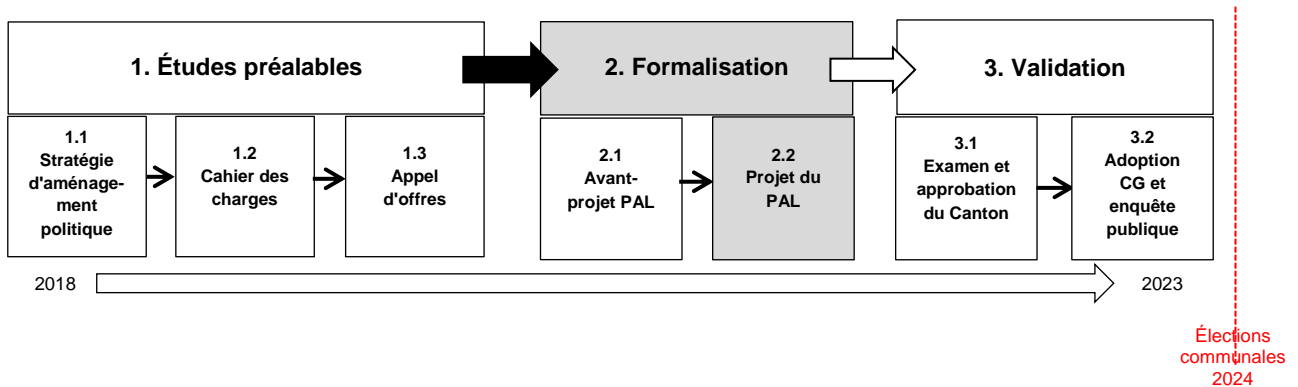 1. Études préalables
2. Formalisation
3. Validation
1.1
Stratégie
d'aménage-
ment
politique
1.2
Cahier des
charges
1.3
Appel
d'offres
2.1
Avant-
projet PAL
2.2
Projet du
PAL
3.1
Examen et
approbation
du Canton
3.2
Adoption
CG et
enquête
publique
2018
2023
Élections
communales
2024